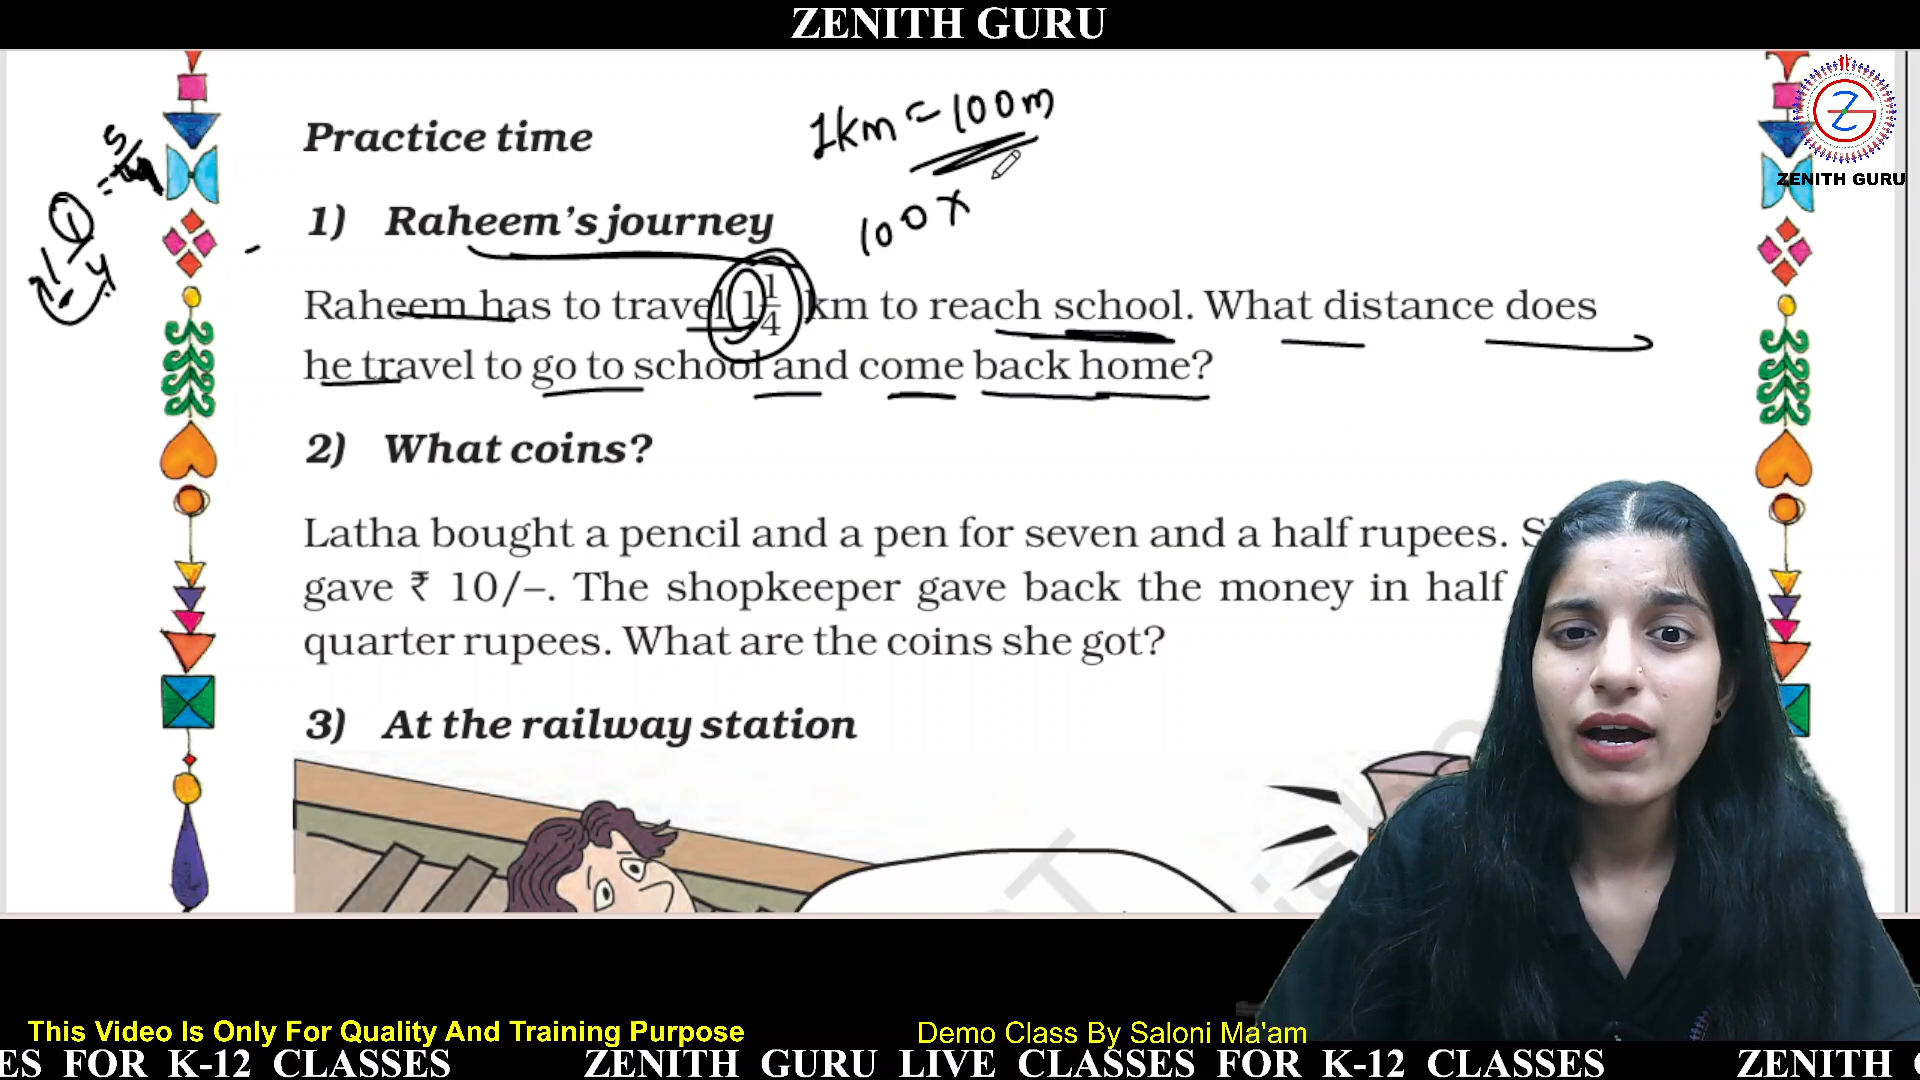 ZENITH GURU
1km = 100m
Practice time
ZENITH GURU
100 x
1) Raheem's journey
Raheem has to travel 1 1/4 km to reach school. What distance does
he travel to go to school and come back home?
2) What coins?
Latha bought a pencil and a pen for seven and a half rupees.
gave ₹ 10/–. The shopkeeper gave back the money in half
quarter rupees. What are the coins she got?
3) At the railway station
This Video Is Only For Quality And Training Purpose
Demo Class By Saloni Ma'am
ES FOR K-12 CLASSES ZENITH GURU LIVE CLASSES FOR K-12 CLASSES ZENITH